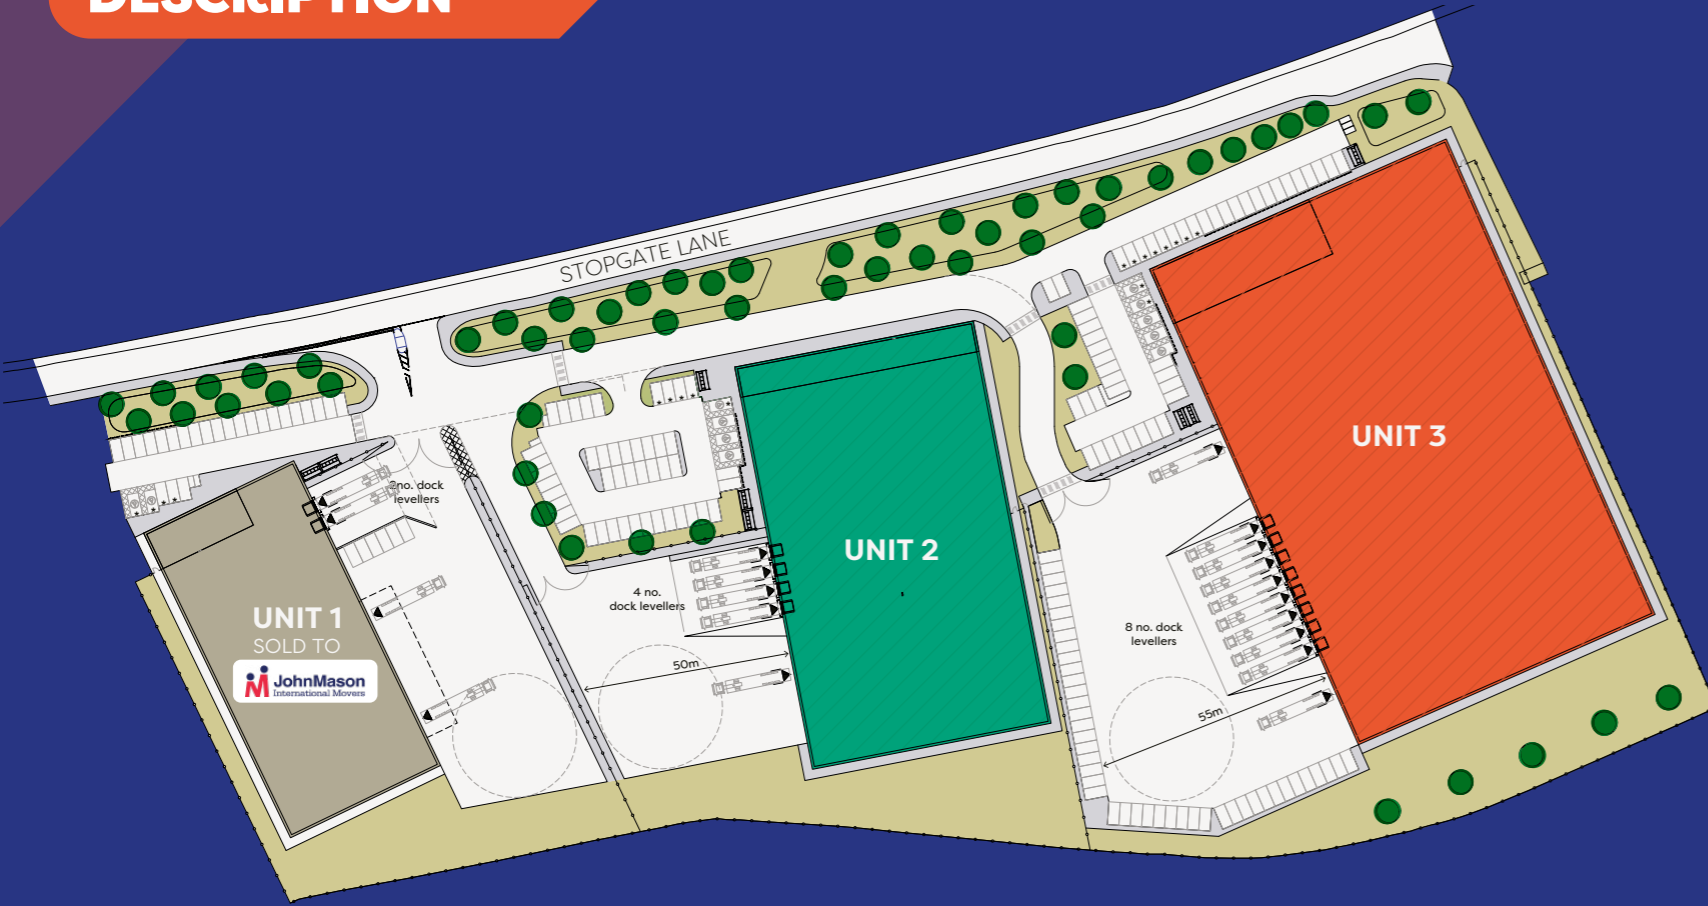 DESCRIPTION
STOPGATE LANE
2no. dock
levellers
UNIT 1
SOLD TO
JohnMason
International Movers
4 no.
dock levellers
50m
UNIT 2
8 no. dock
levellers
55m
UNIT 3